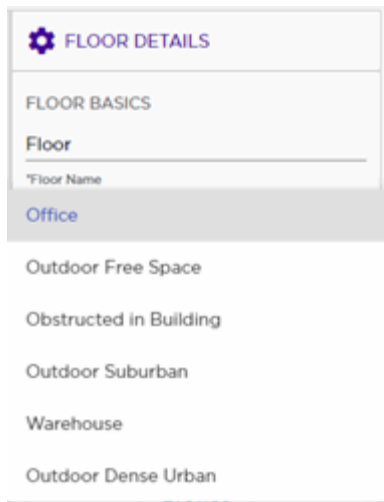 FLOOR DETAILS
FLOOR BASICS
Floor
*Floor Name
Office
Outdoor Free Space
Obstructed in Building
Outdoor Suburban
Warehouse
Outdoor Dense Urban